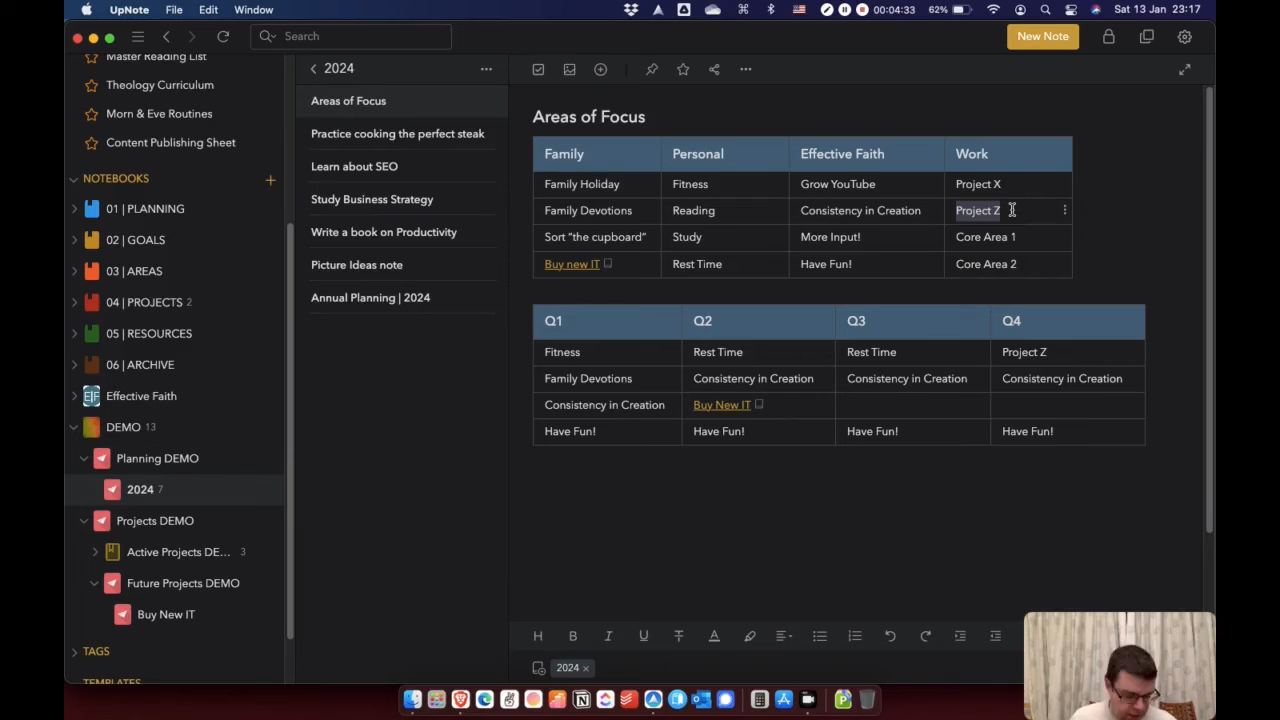 UpNote File Edit Window 00:04:33 62% Sat 13 Jan 23:17
Search
New Note
Master Reading List
Theology Curriculum
Morn & Eve Routines
Content Publishing Sheet
NOTEBOOKS
01 | PLANNING
02 | GOALS
03 | AREAS
04 | PROJECTS 2
05 | RESOURCES
06 | ARCHIVE
Effective Faith
DEMO 13
Planning DEMO
2024 7
Projects DEMO
Active Projects DE... 3
Future Projects DEMO
Buy New IT
TAGS
TEMPLATES
2024
Areas of Focus
Practice cooking the perfect steak
Learn about SEO
Study Business Strategy
Write a book on Productivity
Picture Ideas note
Annual Planning | 2024
Areas of Focus
Family Personal Effective Faith Work
Family Holiday Fitness Grow YouTube Project X
Family Devotions Reading Consistency in Creation Project Z
Sort “the cupboard” Study More Input! Core Area 1
Buy new IT Rest Time Have Fun! Core Area 2
Q1 Q2 Q3 Q4
Fitness Rest Time Rest Time Project Z
Family Devotions Consistency in Creation Consistency in Creation Consistency in Creation
Consistency in Creation Buy New IT
Have Fun! Have Fun! Have Fun! Have Fun!
H B I U T A
2024